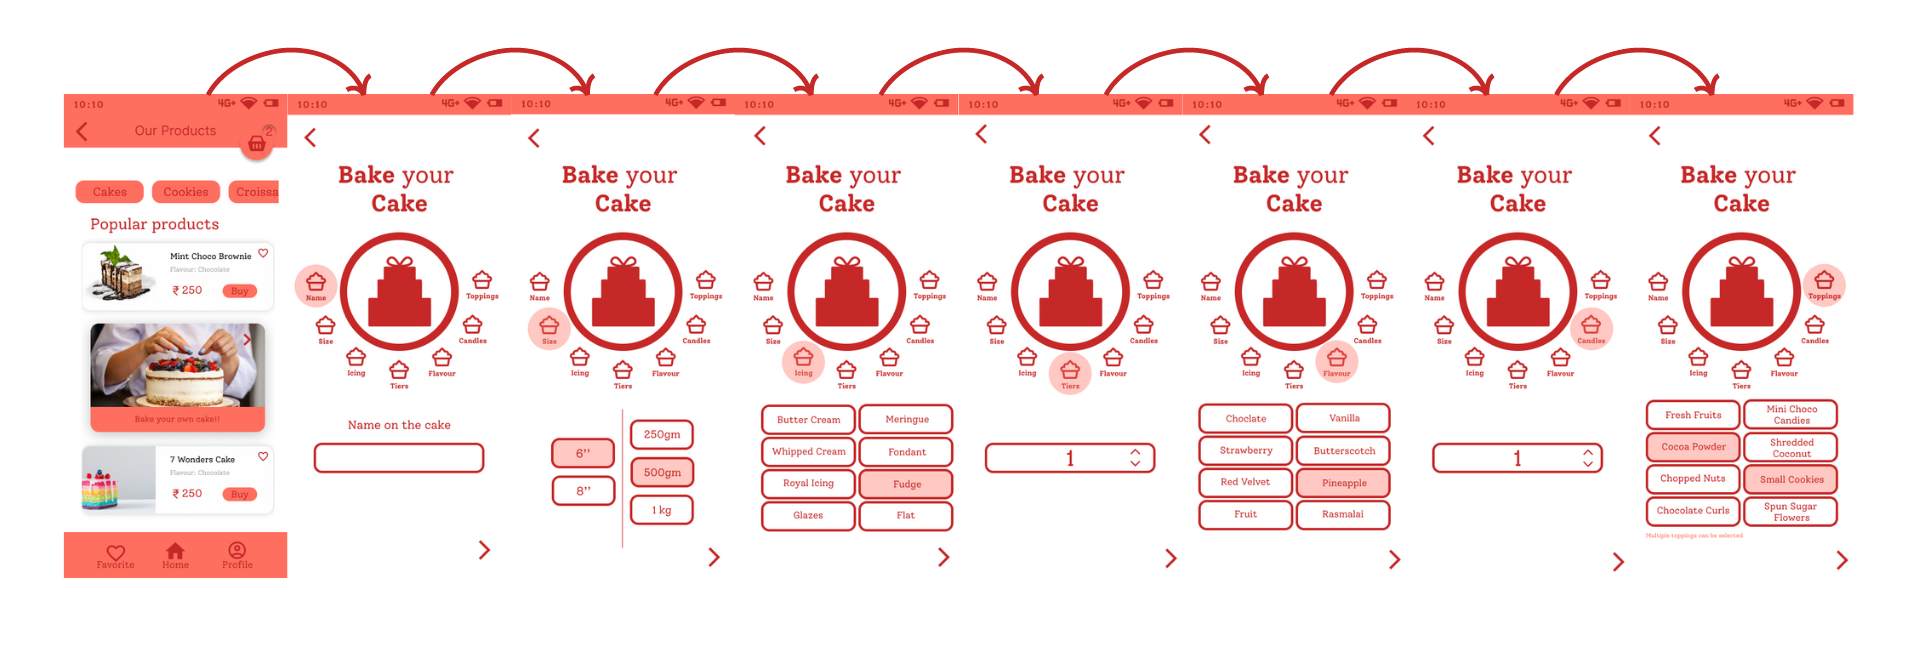 10:10
4G+
Our Products
2
Cakes
Cookies
Croissa
Popular products
Mint Choco Brownie
Flavour: Chocolate
₹ 250
Buy
Bake your own cake!!
7 Wonders Cake
Flavour: Chocolate
₹ 250
Buy
Favorite
Home
Profile
10:10
4G+
Bake your
Cake
Name
Toppings
Size
Candles
Icing
Flavour
Tiers
Name on the cake
10:10
4G+
Bake your
Cake
Name
Toppings
Size
Candles
Icing
Flavour
Tiers
250gm
6’’
500gm
8’’
1 kg
10:10
4G+
Bake your
Cake
Name
Toppings
Size
Candles
Icing
Flavour
Tiers
Butter Cream
Meringue
Whipped Cream
Fondant
Royal Icing
Fudge
Glazes
Flat
10:10
4G+
Bake your
Cake
Name
Toppings
Size
Candles
Icing
Flavour
Tiers
1
10:10
4G+
Bake your
Cake
Name
Toppings
Size
Candles
Icing
Flavour
Tiers
Choclate
Vanilla
Strawberry
Butterscotch
Red Velvet
Pineapple
Fruit
Rasmalai
10:10
4G+
Bake your
Cake
Name
Toppings
Size
Candles
Icing
Flavour
Tiers
1
10:10
4G+
Bake your
Cake
Name
Toppings
Size
Candles
Icing
Flavour
Tiers
Fresh Fruits
Mini Choco
Candies
Cocoa Powder
Shredded
Coconut
Chopped Nuts
Small Cookies
Chocolate Curls
Spun Sugar
Flowers
Multiple toppings can be selected